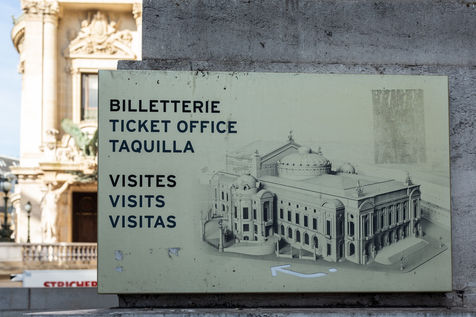 BILLETTERIE
TICKET OFFICE
TAQUILLA
VISITES
VISITS
VISITAS